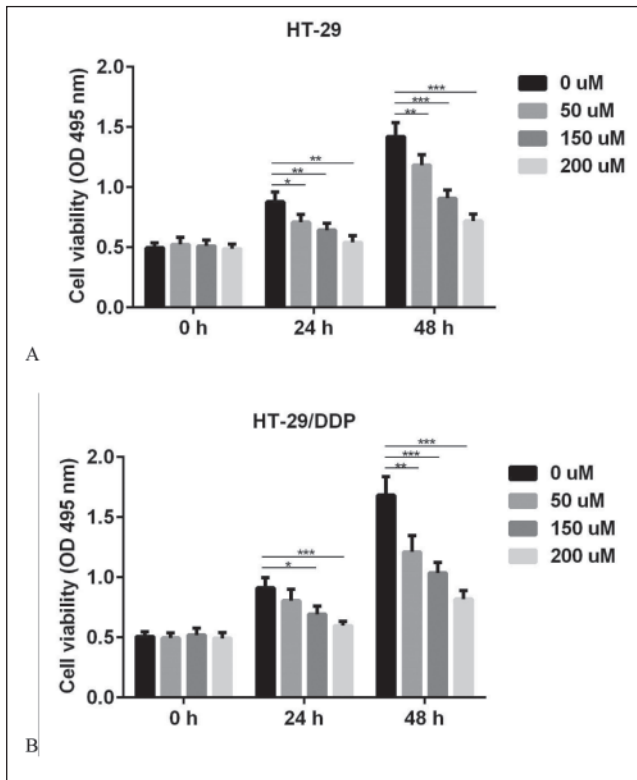 HT-29
Cell viability (OD 495 nm)
2.0
1.5
1.0
0.5
0.0
*
**
**
**
***
***
0 h
24 h
48 h
0 uM
50 uM
150 uM
200 uM
A
HT-29/DDP
Cell viability (OD 495 nm)
2.0
1.5
1.0
0.5
0.0
*
***
**
***
***
0 h
24 h
48 h
0 uM
50 uM
150 uM
200 uM
B